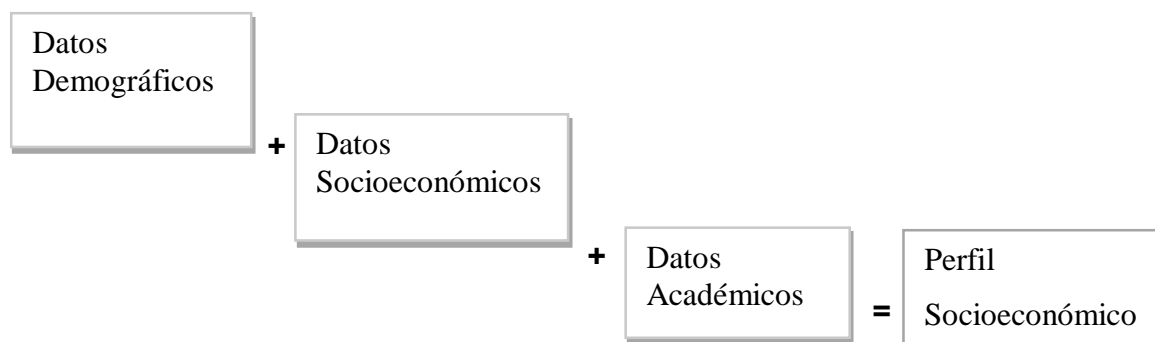 Datos
Demográficos
+
Datos
Socioeconómicos
+
Datos
Académicos
=
Perfil
Socioeconómico